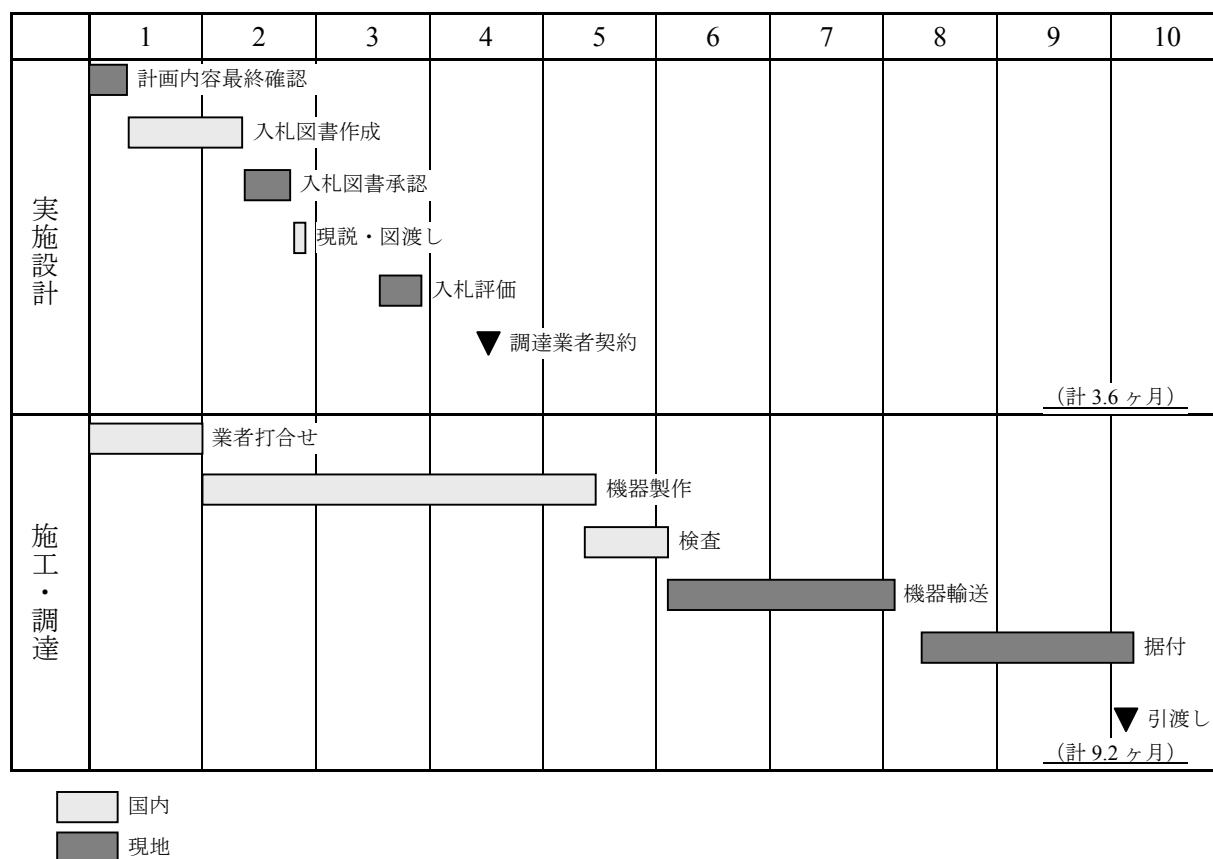 1 2 3 4 5 6 7 8 9 10
実施設計
計画内容最終確認
入札図書作成
入札図書承認
現説・図渡し
入札評価
調達業者契約
（計 3.6 ヶ月）
施工・調達
業者打合せ
機器製作
検査
機器輸送
据付
引渡し
（計 9.2 ヶ月）
国内
現地